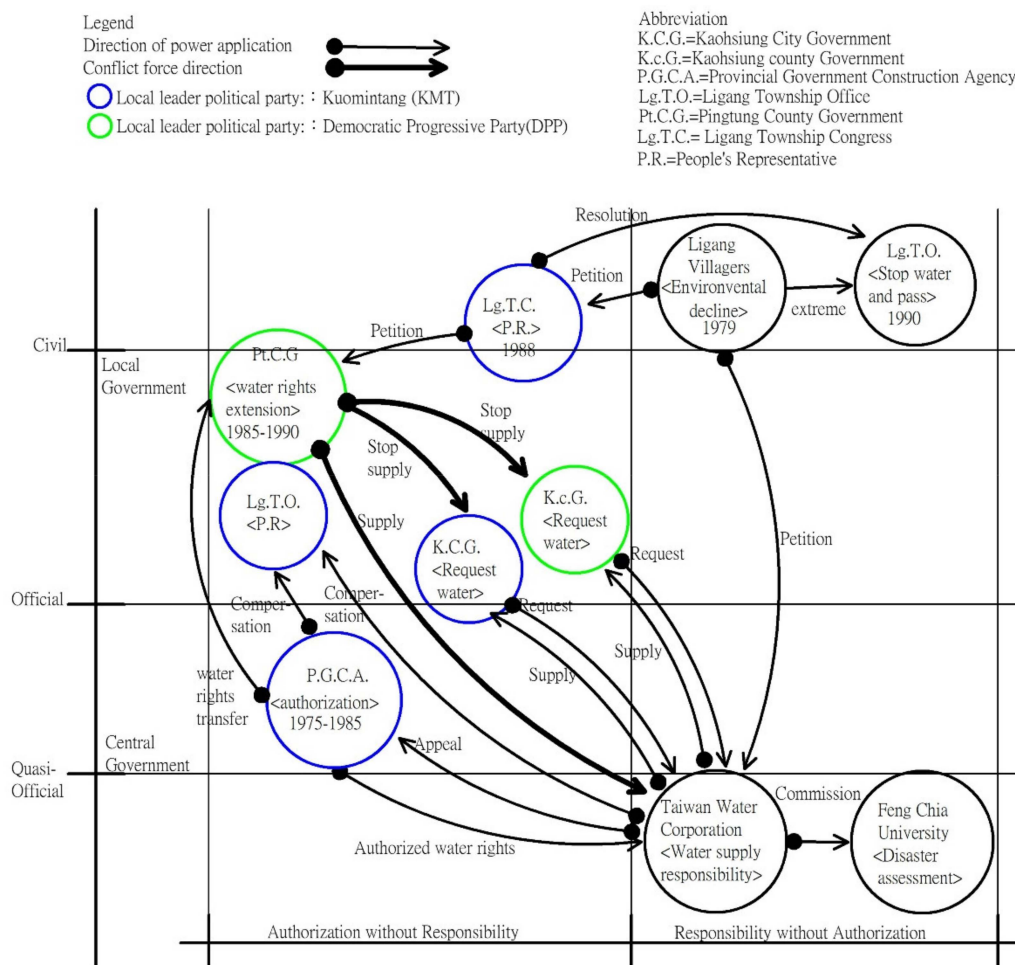 Legend
Direction of power application
Conflict force direction
Local leader political party: : Kuomintang (KMT)
Local leader political party: : Democratic Progressive Party(DPP)
Abbreviation
K.C.G.=Kaohsiung City Government
K.c.G.=Kaohsiung county Government
P.G.C.A.=Provincial Government Construction Agency
Lg.T.O.=Ligang Township Office
Pt.C.G.=Pingtung County Government
Lg.T.C.= Ligang Township Congress
P.R.=People's Representative
Resolution
Ligang
Villagers
<Environvental
decline>
1979
Lg.T.O.
<Stop water
and pass>
1990
Petition
extreme
Lg.T.C.
<P.R.>
1988
Petition
Civil
Local
Government
Pt.C.G
<water rights
extension>
1985-1990
Stop
supply
Stop
supply
Lg.T.O.
<P.R>
Supply
K.c.G.
<Request
water>
K.C.G.
<Request
water>
Request
Petition
Official
Compер-
sation
Comper-
sation
Request
Supply
Supply
P.G.C.A.
<authorization>
1975-1985
water
rights
transfer
Appeal
Central
Government
Quasi-
Official
Authorized water rights
Taiwan Water
Corporation
<Water supply
responsibility>
Commission
Feng Chia
University
<Disaster
assessment>
Authorization without Responsibility
Responsibility without Authorization